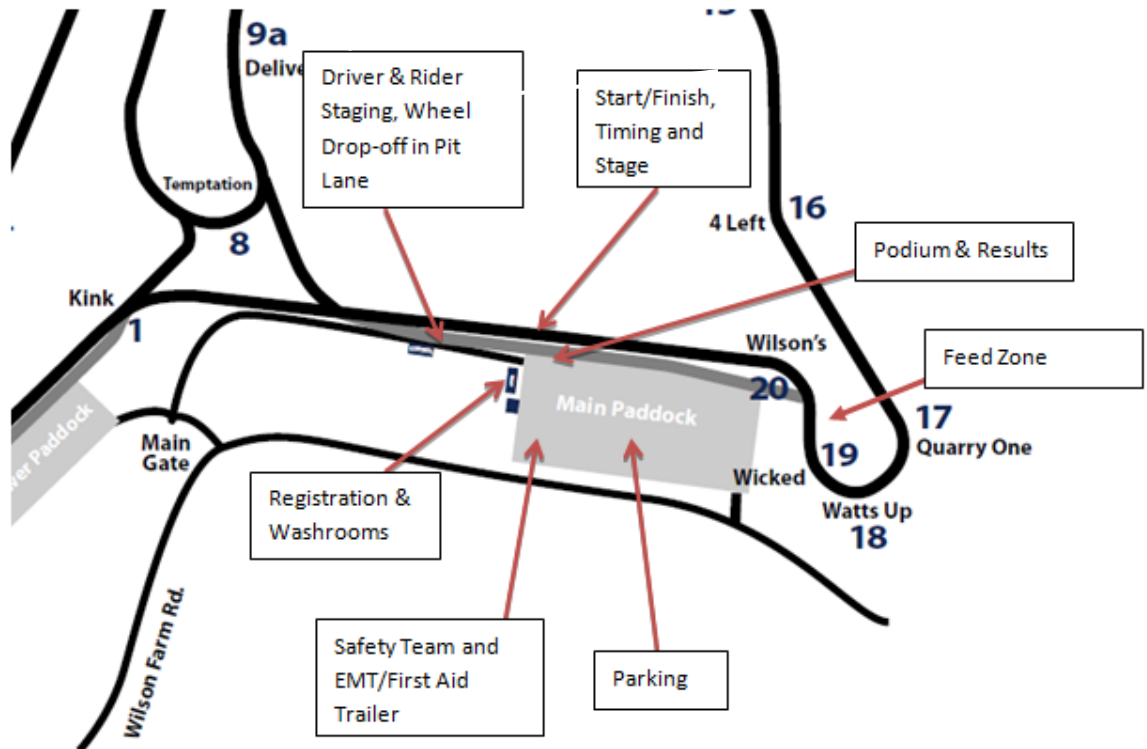 9a
Delive
Driver & Rider
Staging, Wheel
Drop-off in Pit
Lane
Start/Finish,
Timing and
Stage
Temptation
8
16
4 Left
Podium & Results
Kink
1
Wilson's
20
Feed Zone
Main Paddock
17
Quarry One
19
Wicked
Watts Up
18
ver Paddock
Main
Gate
Registration &
Washrooms
Wilson Farm Rd.
Safety Team and
EMT/First Aid
Trailer
Parking